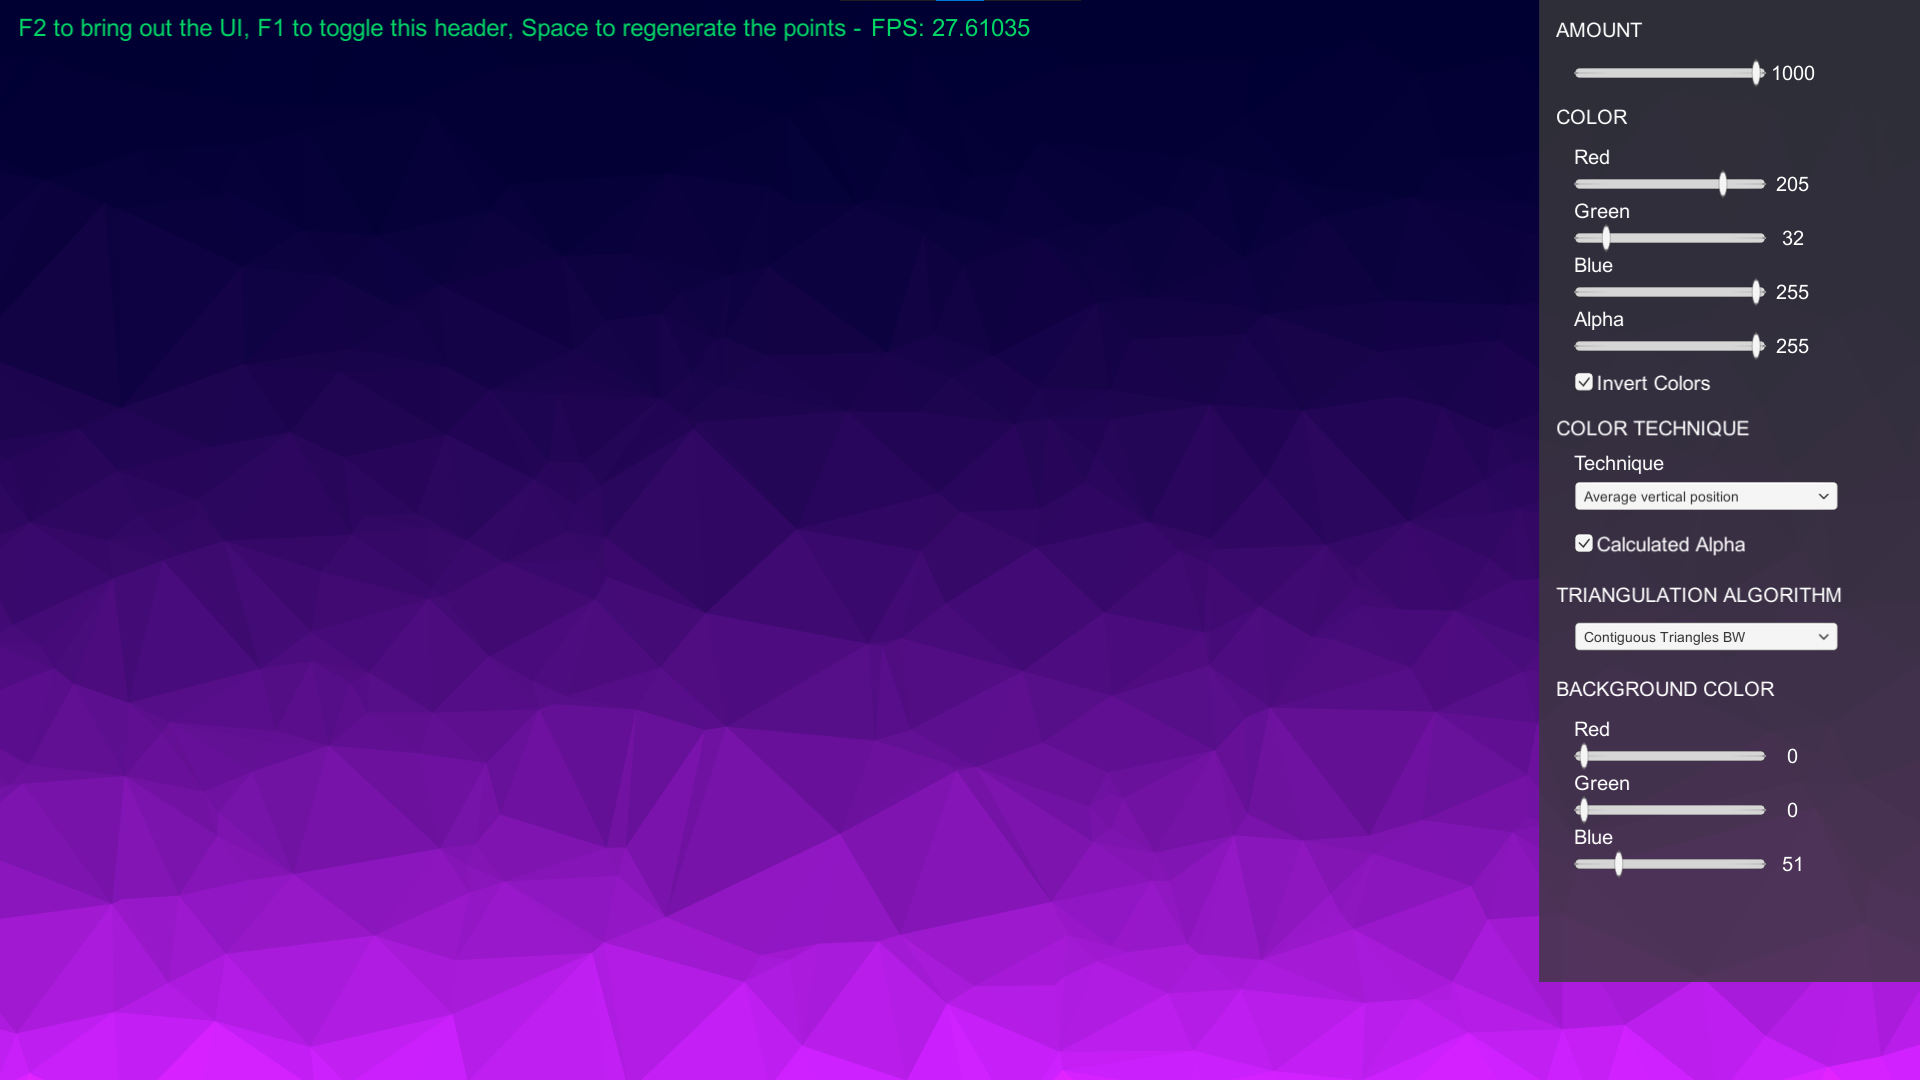 F2 to bring out the UI, F1 to toggle this header, Space to regenerate the points - FPS: 27.61035
AMOUNT
1000
COLOR
Red
205
Green
32
Blue
255
Alpha
255
Invert Colors
COLOR TECHNIQUE
Technique
Average vertical position
Calculated Alpha
TRIANGULATION ALGORITHM
Contiguous Triangles BW
BACKGROUND COLOR
Red
0
Green
0
Blue
51